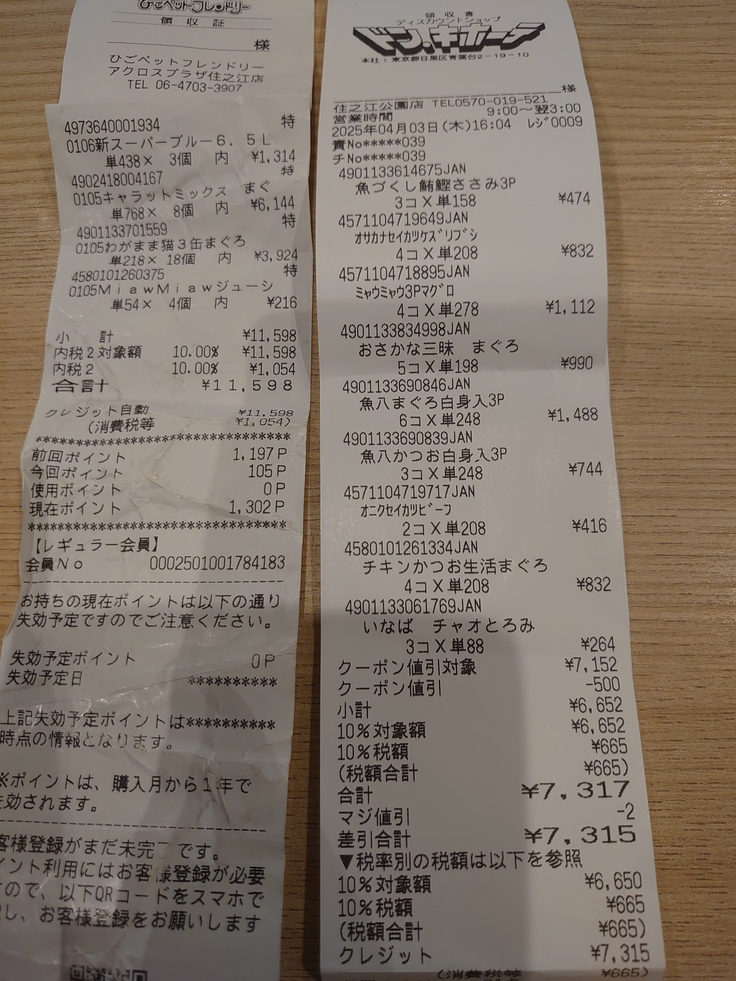 ひごペットフレンドリー
領収証
様
ひごペットフレンドリー
アクロスプラザ住之江店
TEL 06-4703-3907
4973640001934 特
0106新スーパーブルー6.5L
単438× 3個 内 ¥1,314
4902418004167 特
0105キャラットミックス まぐ
単768× 8個 内 ¥6,144
4901133701559 特
0105わがまま猫3缶まぐろ
単218× 18個 内 ¥3,924
4580101260375 特
0105MiawMiawジューシ
単54× 4個 内 ¥216
小計 ¥11,598
内税2対象額 10.00% ¥11,598
内税2 10.00% ¥1,054
合計 ¥11,598
クレジット自動 ¥11,598
(消費税等 ¥1,054)
******************************
前回ポイント 1,197P
今回ポイント 105P
使用ポイント 0P
現在ポイント 1,302P
******************************
【レギュラー会員】
会員No 0002501001784183
お持ちの現在ポイントは以下の通り
失効予定ですのでご注意ください。
失効予定ポイント 0P
失効予定日 **********
上記失効予定ポイントは**********
時点の情報となります。
※ポイントは、購入月から1年で
失効されます。
客様登録がまだ未完 です。
イント利用にはお客様登録が必要
ので、以下QRコードをスマホで
し、お客様登録をお願いします
領収書
ディスカウントショップ
ドン.キホーテ
本社:東京都目黒区青葉台2-19-10
様
住之江公園店 TEL0570-019-521
営業時間 9:00~翌3:00
2025年04月03日(木)16:04 レジ0009
責No*****039
チNo*****039
4901133614675JAN
魚づくし鮪鰹ささみ3P
3コX単158 ¥474
4571104719649JAN
オサカナセイカツケズリブシ
4コX単208 ¥832
4571104718895JAN
ミャウミャウ3Pマグロ
4コX単278 ¥1,112
4901133834998JAN
おさかな三昧 まぐろ
5コX単198 ¥990
4901133690846JAN
魚八まぐろ白身入3P
6コX単248 ¥1,488
4901133690839JAN
魚八かつお白身入3P
3コX単248 ¥744
4571104719717JAN
オニクセイカツビーフ
2コX単208 ¥416
4580101261334JAN
チキンかつお生活まぐろ
4コX単208 ¥832
4901133061769JAN
いなば チャオとろみ
3コX単88 ¥264
クーポン値引対象 ¥7,152
クーポン値引 -500
小計 ¥6,652
10%対象額 ¥6,652
10%税額 ¥665
(税額合計 ¥665)
合計 ¥7,317
マジ値引 -2
差引合計 ¥7,315
▼税率別の税額は以下を参照
10%対象額 ¥6,650
10%税額 ¥665
(税額合計 ¥665)
クレジット ¥7,315
(消費税等 ¥665)